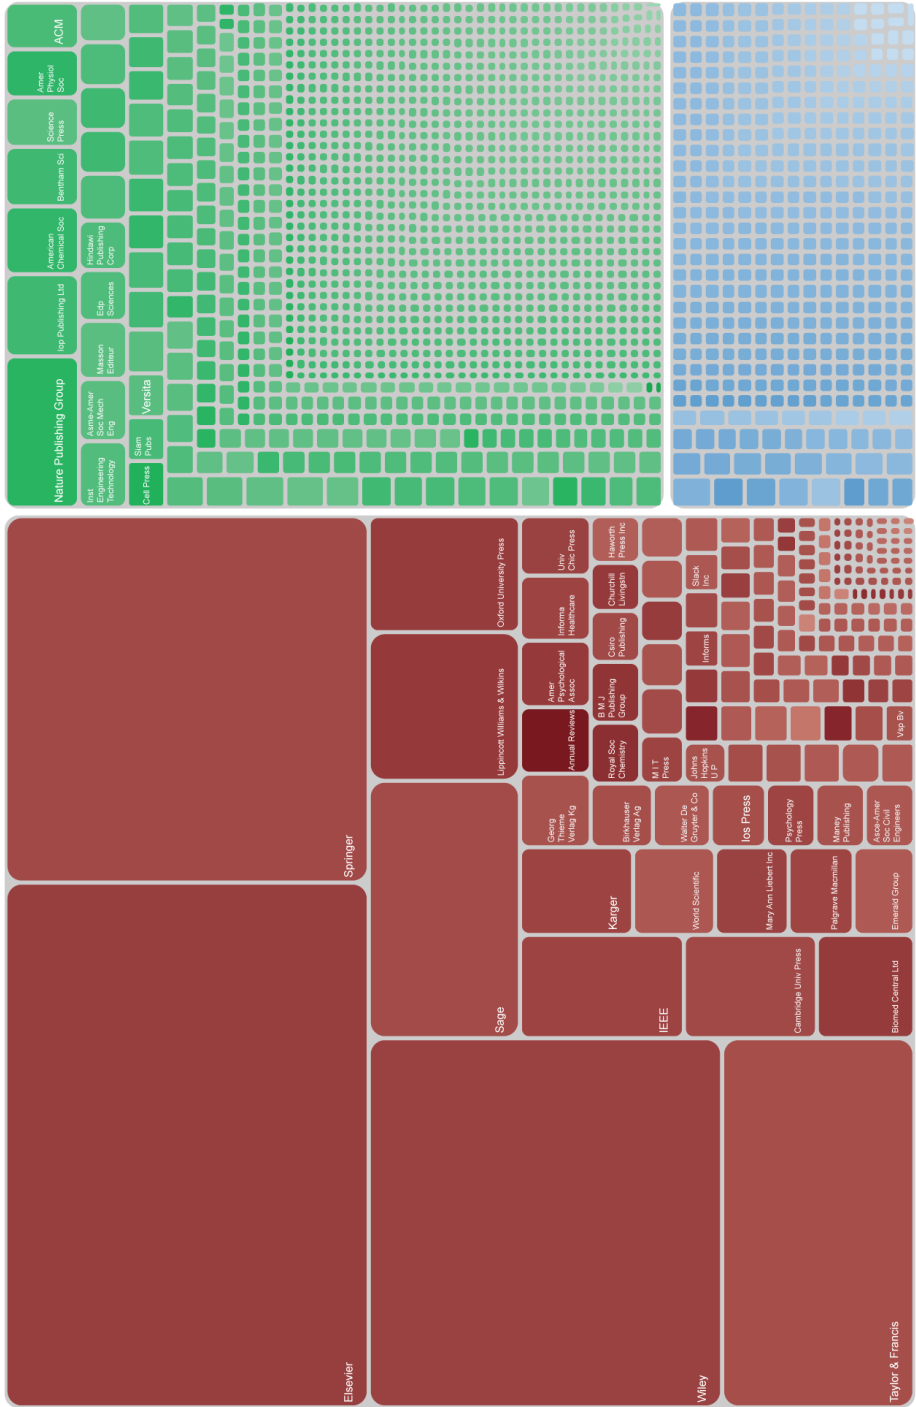 ACM
Amer
Physiol
Soc
Science
Press
Bentham Sci
American
Chemical Soc
Iop Publishing Ltd
Nature Publishing Group
Hindawi
Publishing
Corp
Edp
Sciences
Masson
Editeur
Asme-Amer
Soc Mech
Eng
Inst
Engineering
Technology
Versita
Siam
Pubs
Cell Press
Springer
Elsevier
Oxford University Press
Lippincott Williams & Wilkins
Sage
Wiley
Taylor & Francis
Univ
Chic Press
Informa
Healthcare
Amer
Psychological
Assoc
Annual Reviews
Georg
Thieme
Verlag Kg
Karger
IEEE
Haworth
Press Inc
Churchill
Livingstn
Csiro
Publishing
B M J
Publishing
Group
Royal Soc
Chemistry
Birkhauser
Verlag Ag
World Scientific
Cambridge Univ Press
M I T
Press
Walter De
Gruyter & Co
Slack
Inc
Informs
Johns
Hopkins
U P
Ios Press
Mary Ann Liebert Inc
Psychology
Press
Palgrave Macmillan
Maney
Publishing
Vsp Bv
Asce-Amer
Soc Civil
Engineers
Emerald Group
Biomed Central Ltd